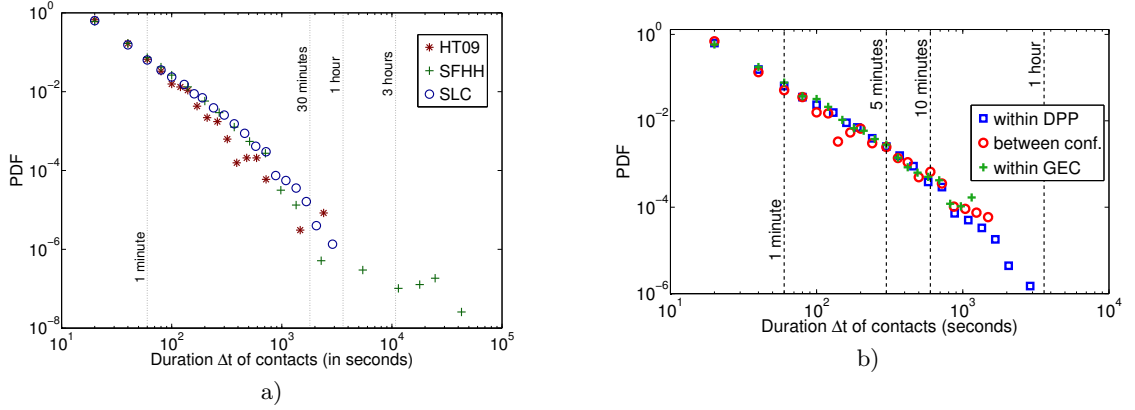 10^0
10^-2
10^-4
10^-6
10^-8
PDF
1 minute
30 minutes
1 hour
3 hours
HT09
SFHH
SLC
10^1 10^2 10^3 10^4 10^5
Duration Δt of contacts (in seconds)
a)
10^0
10^-2
10^-4
10^-6
PDF
1 minute
5 minutes
10 minutes
1 hour
within DPP
between conf.
within GEC
10^1 10^2 10^3 10^4
Duration Δt of contacts (seconds)
b)